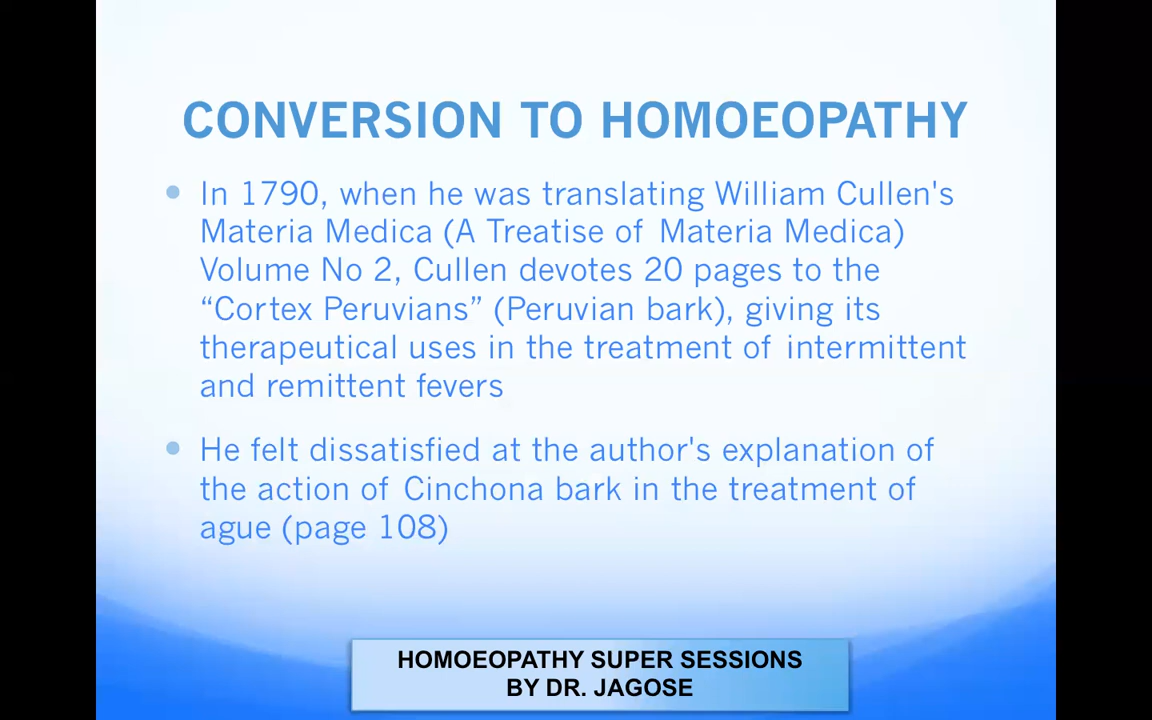 CONVERSION TO HOMOEOPATHY
In 1790, when he was translating William Cullen's
Materia Medica (A Treatise of Materia Medica)
Volume No 2, Cullen devotes 20 pages to the
“Cortex Peruvians” (Peruvian bark), giving its
therapeutical uses in the treatment of intermittent
and remittent fevers
He felt dissatisfied at the author's explanation of
the action of Cinchona bark in the treatment of
ague (page 108)
HOMOEOPATHY SUPER SESSIONS
BY DR. JAGOSE